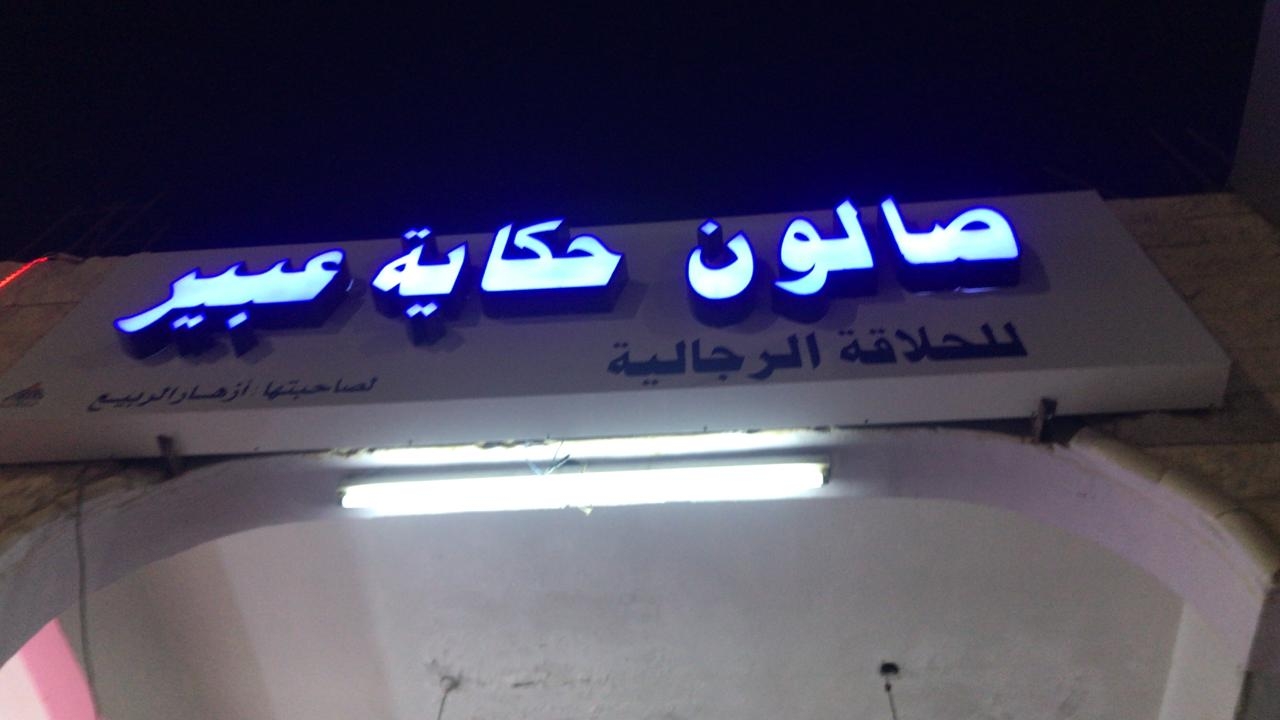 صالون حكاية عبير
للحلاقة الرجالية
لصاحبتها : أزهار الربيع